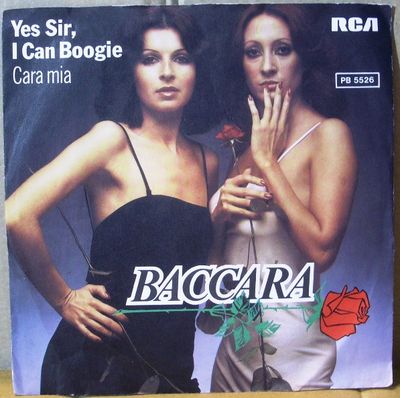 Yes Sir,
I Can Boogie
Cara mia
RCA
PB 5526
BACCARA